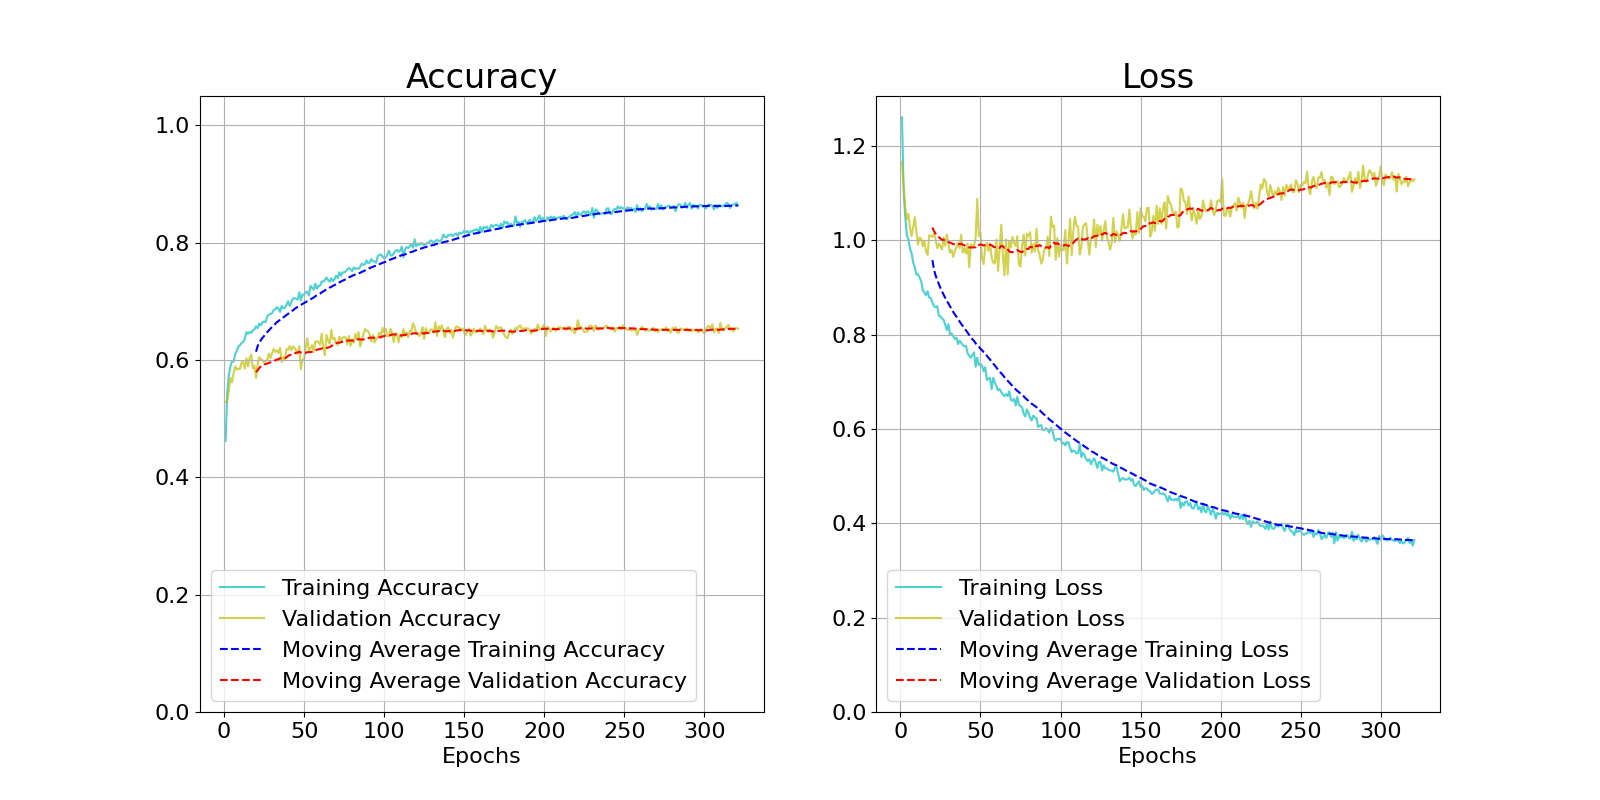 Accuracy
1.0
0.8
0.6
0.4
0.2
0.0
Training Accuracy
Validation Accuracy
Moving Average Training Accuracy
Moving Average Validation Accuracy
0 50 100 150 200 250 300
Epochs
Loss
1.2
1.0
0.8
0.6
0.4
0.2
0.0
Training Loss
Validation Loss
Moving Average Training Loss
Moving Average Validation Loss
0 50 100 150 200 250 300
Epochs